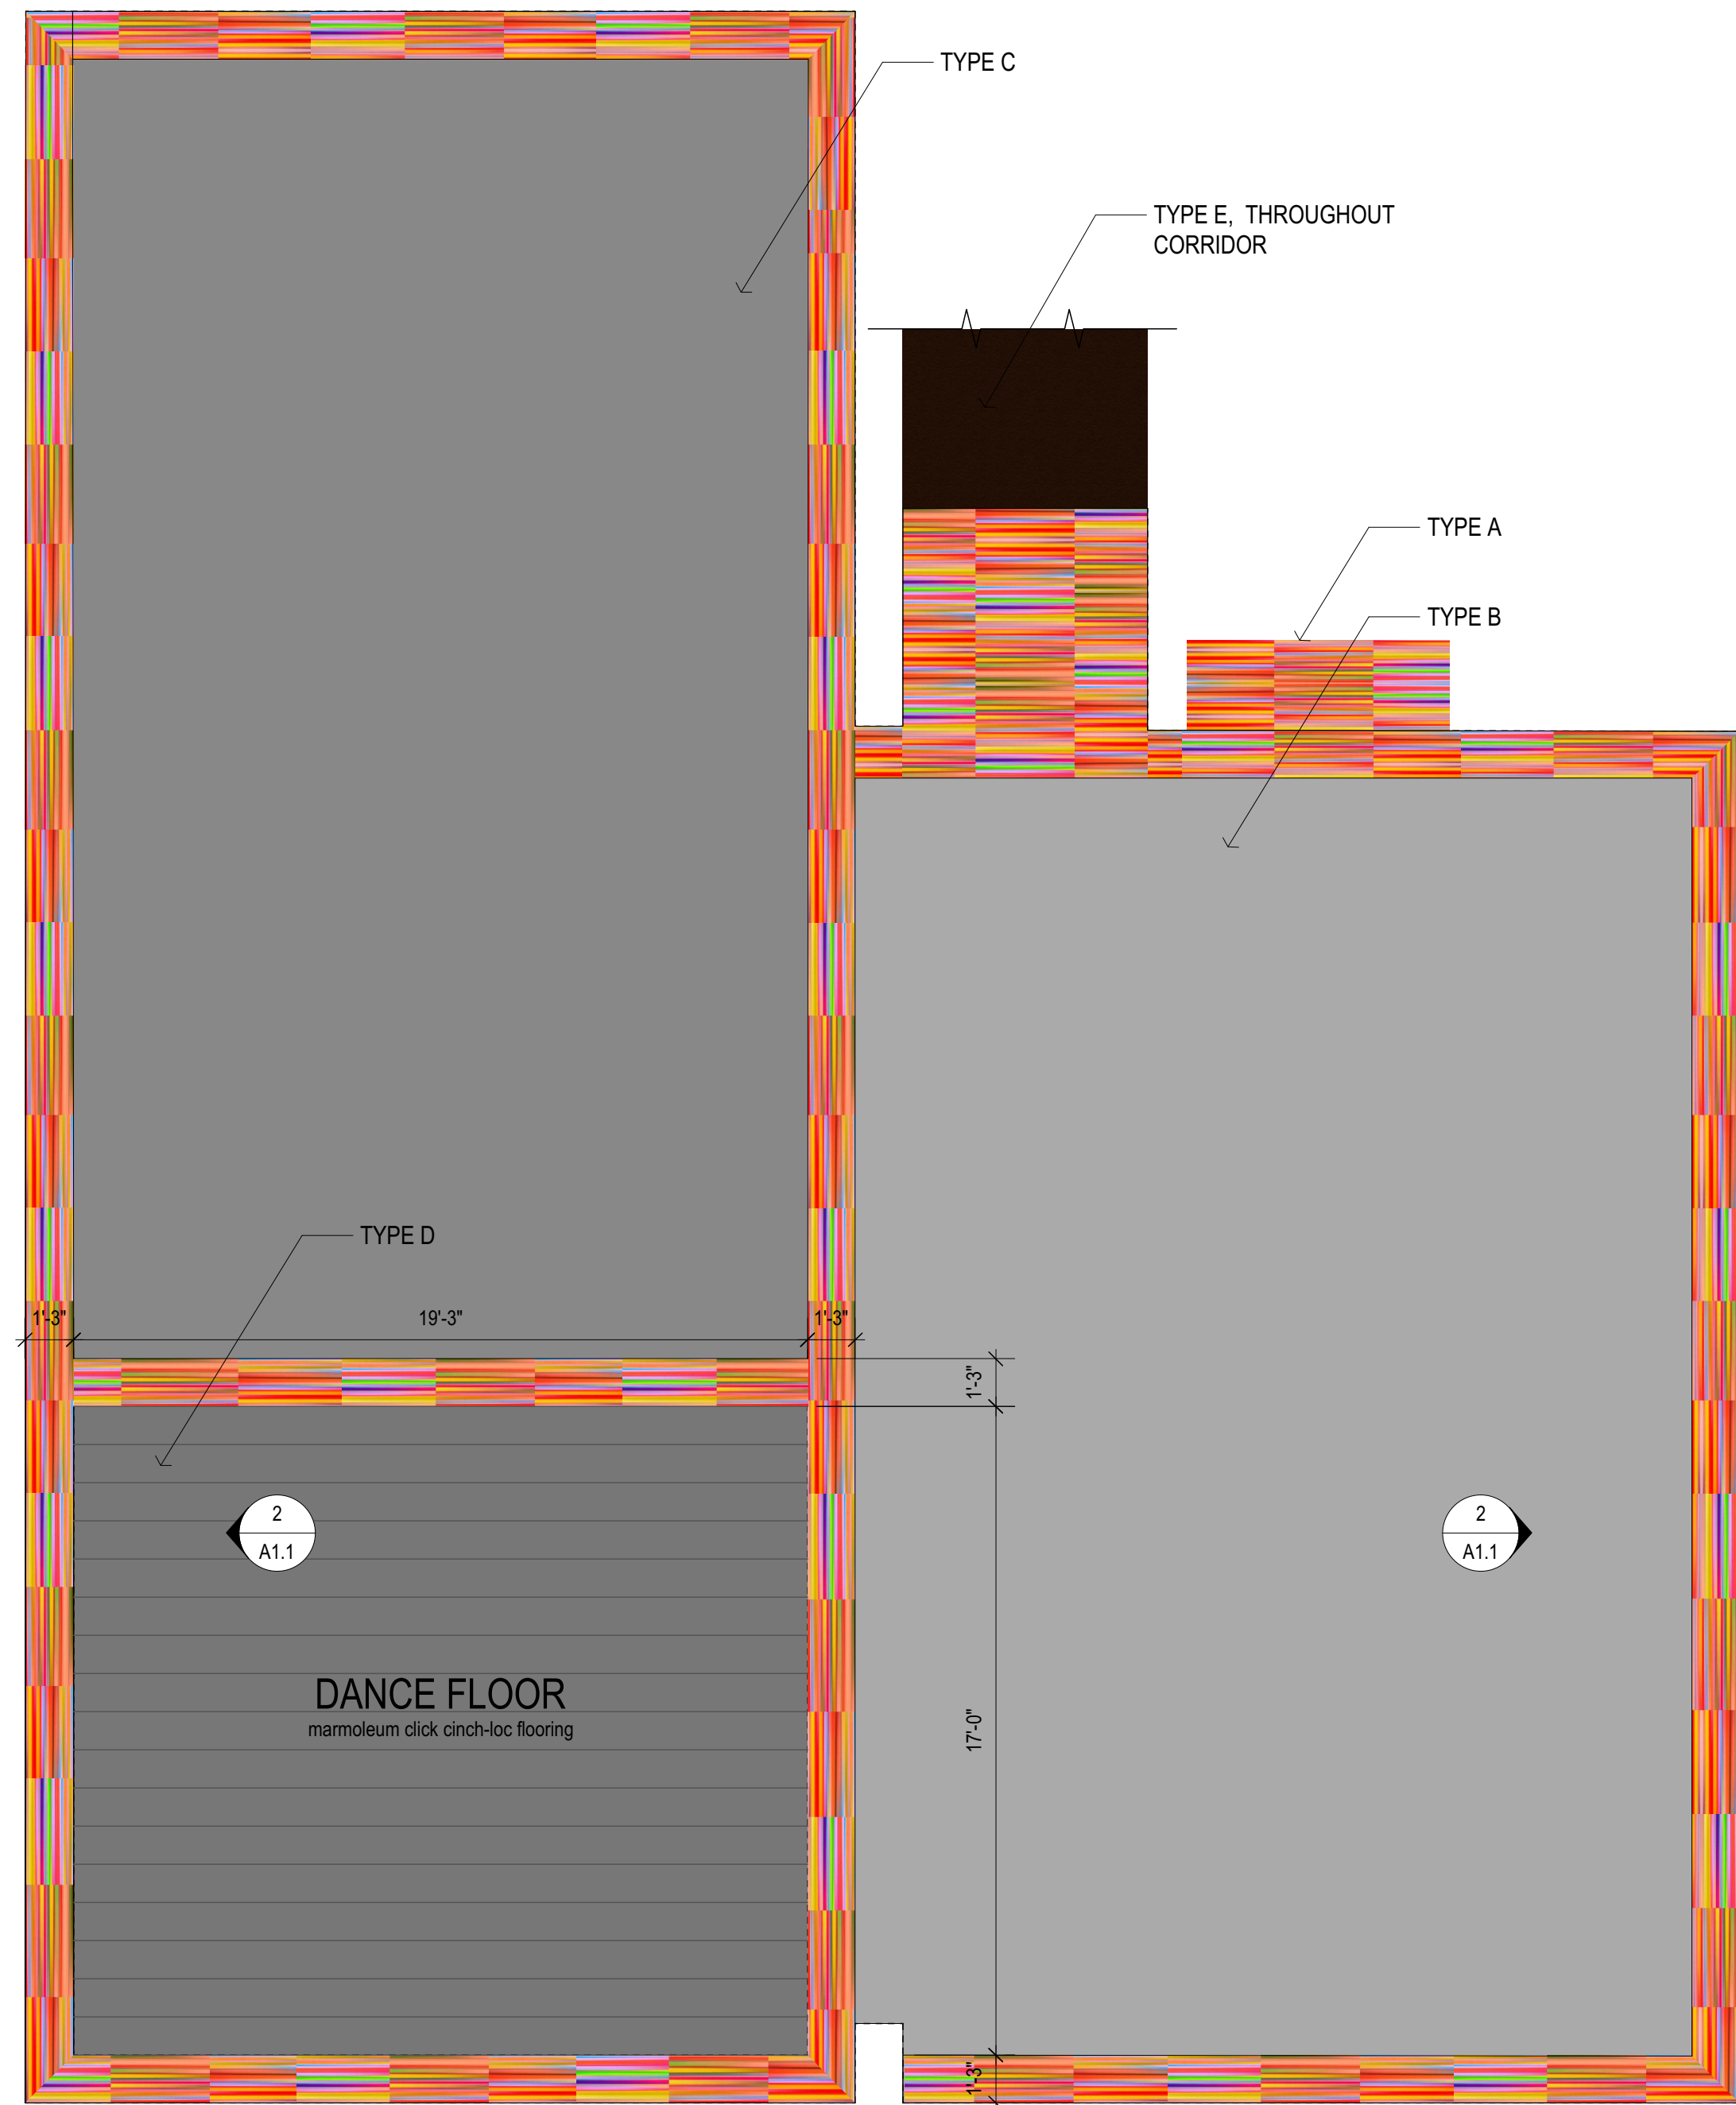 TYPE C
TYPE E, THROUGHOUT
CORRIDOR
TYPE A
TYPE B
TYPE D
1'-3"
19'-3"
1'-3"
1'-3"
2
A1.1
2
A1.1
DANCE FLOOR
marmoleum click cinch-loc flooring
17'-0"
1'-3"